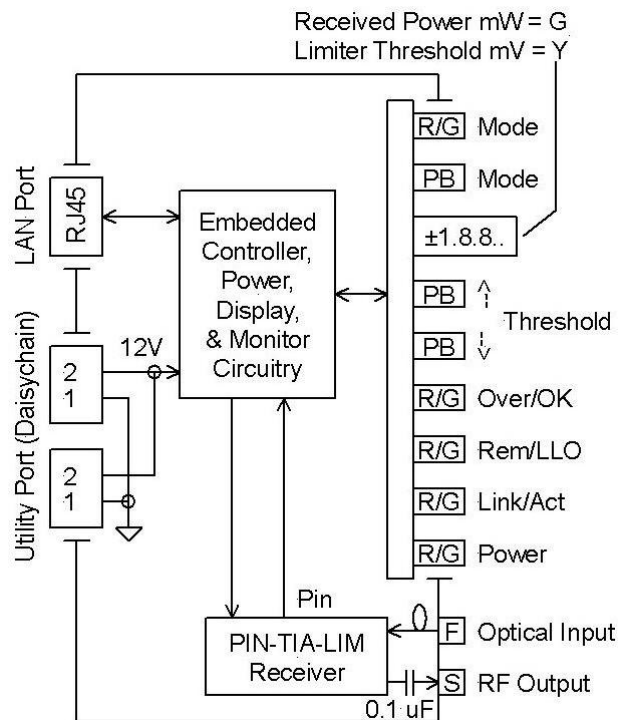 Received Power mW = G
Limiter Threshold mV = Y
R/G Mode
PB Mode
±1.8.8..
PB
Threshold
PB
R/G Over/OK
R/G Rem/LLO
R/G Link/Act
R/G Power
F Optical Input
S RF Output
LAN Port
RJ45
Embedded
Controller,
Power,
Display,
& Monitor
Circuitry
12V
Utility Port (Daisychain)
2
1
2
1
Pin
PIN-TIA-LIM
Receiver
0.1 uF